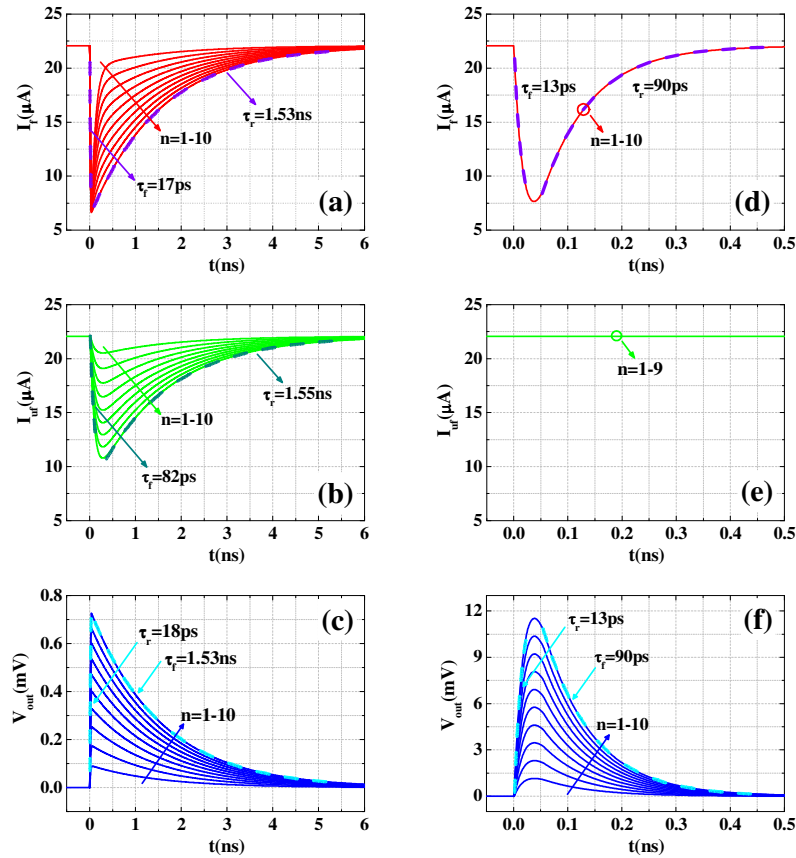 25
20
15
10
5
I_f(μA)
n=1-10
τ_r=1.53ns
τ_f=17ps
(a)
0 1 2 3 4 5 6
t(ns)
25
20
15
10
5
I_f(μA)
τ_f=13ps
τ_r=90ps
n=1-10
(d)
0.0 0.1 0.2 0.3 0.4 0.5
t(ns)
25
20
15
10
5
I_uf(μA)
n=1-10
τ_r=1.55ns
τ_f=82ps
(b)
0 1 2 3 4 5 6
t(ns)
25
20
15
10
5
I_uf(μA)
n=1-9
(e)
0.0 0.1 0.2 0.3 0.4 0.5
t(ns)
0.8
0.6
0.4
0.2
0.0
V_out(mV)
(c)
τ_r=18ps
τ_f=1.53ns
n=1-10
0 1 2 3 4 5 6
t(ns)
12
9
6
3
0
V_out(mV)
(f)
τ_r=13ps
τ_f=90ps
n=1-10
0.0 0.1 0.2 0.3 0.4 0.5
t(ns)